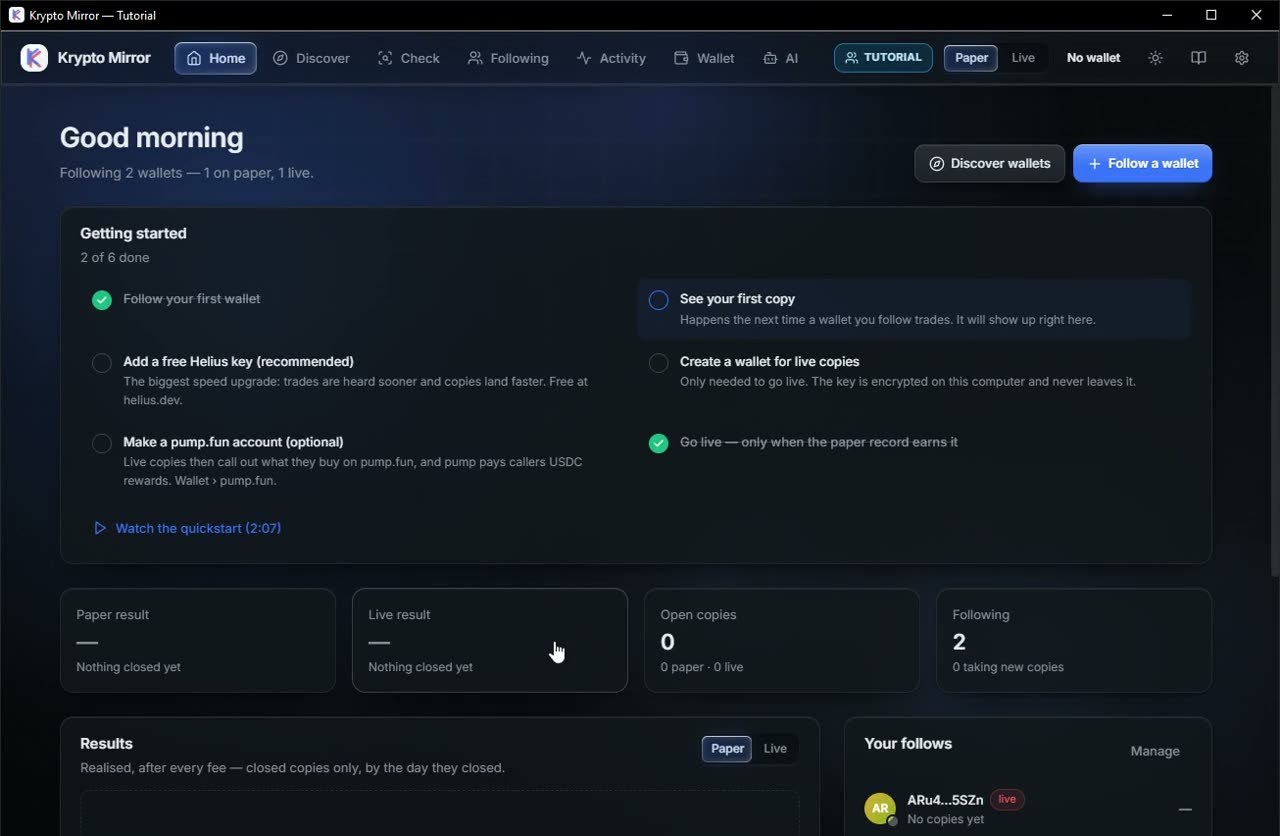 Krypto Mirror — Tutorial
Krypto Mirror
Home
Discover
Check
Following
Activity
Wallet
AI
TUTORIAL
Paper
Live
No wallet
Good morning
Following 2 wallets — 1 on paper, 1 live.
Discover wallets
Follow a wallet
Getting started
2 of 6 done
Follow your first wallet
See your first copy
Happens the next time a wallet you follow trades. It will show up right here.
Add a free Helius key (recommended)
The biggest speed upgrade: trades are heard sooner and copies land faster. Free at
helius.dev.
Create a wallet for live copies
Only needed to go live. The key is encrypted on this computer and never leaves it.
Make a pump.fun account (optional)
Live copies then call out what they buy on pump.fun, and pump pays callers USDC
rewards. Wallet › pump.fun.
Go live — only when the paper record earns it
Watch the quickstart (2:07)
Paper result
—
Nothing closed yet
Live result
—
Nothing closed yet
Open copies
0
0 paper · 0 live
Following
2
0 taking new copies
Results
Paper
Live
Realised, after every fee — closed copies only, by the day they closed.
Your follows
Manage
AR
ARu4...5SZn
live
No copies yet
—